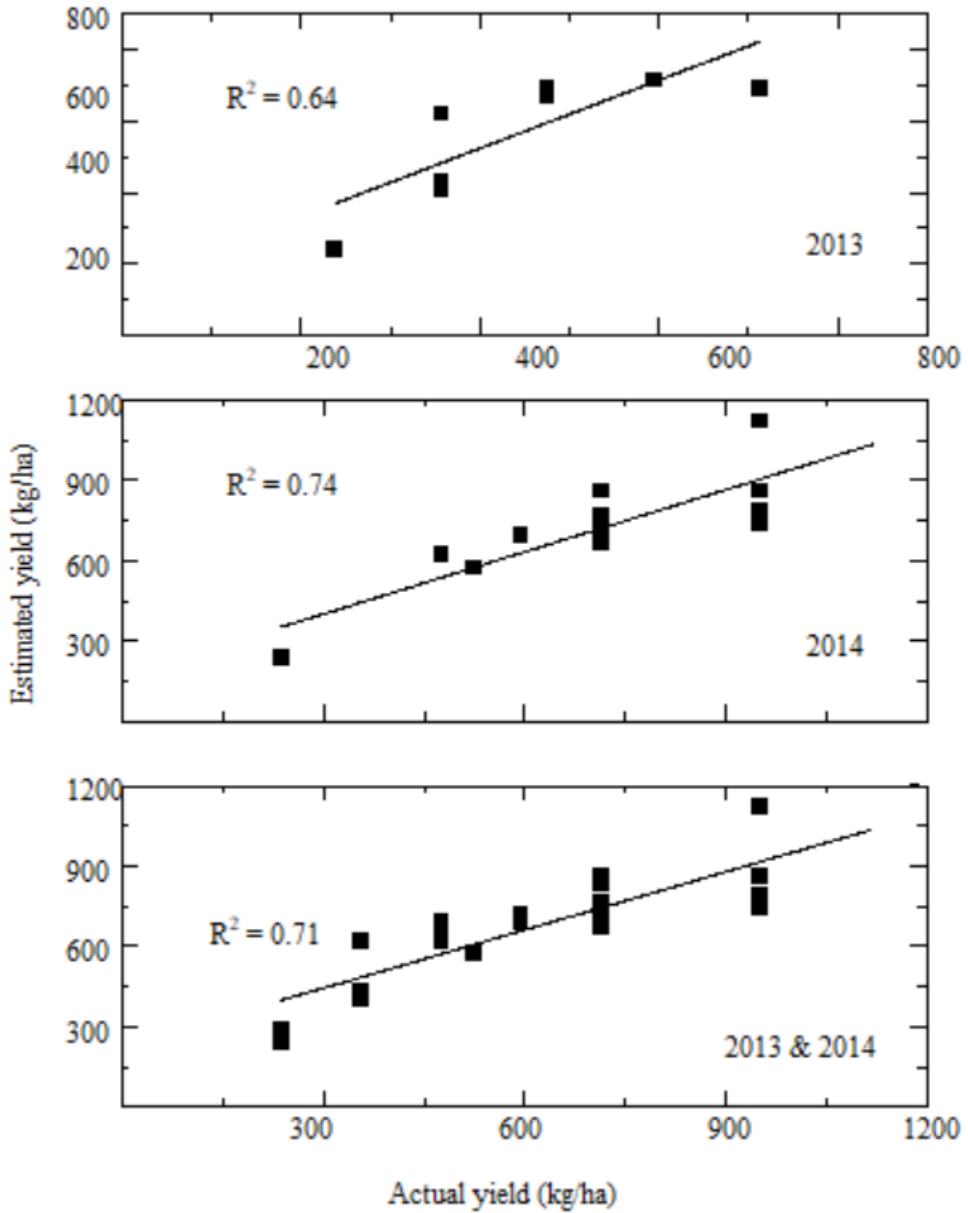 800
R² = 0.64
600
400
2013
200
200 400 600 800
1200
R² = 0.74
900
600
300
2014
Estimated yield (kg/ha)
1200
900
R² = 0.71
600
300
2013 & 2014
300 600 900 1200
Actual yield (kg/ha)